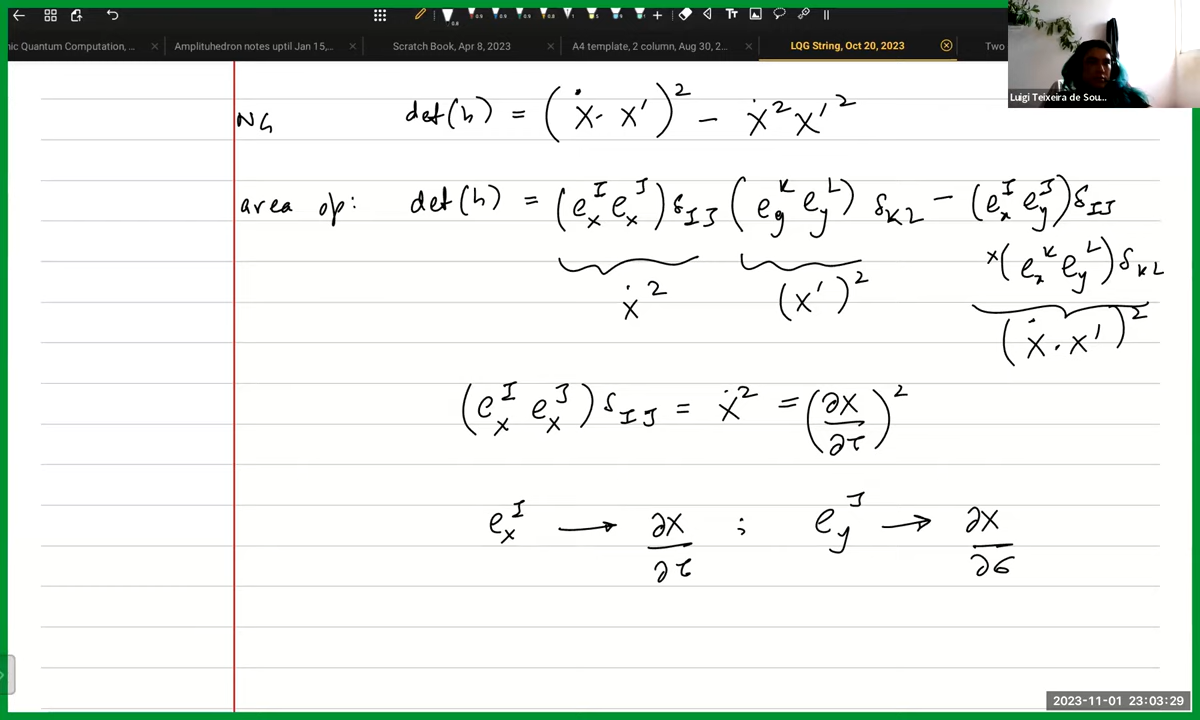 nic Quantum Computation, ... × Amplituhedron notes uptil Jan 15,... × Scratch Book, Apr 8, 2023 × A4 template, 2 column, Aug 30, 2... × LQG String, Oct 20, 2023 Two
Luigi Teixeira de Sou...
NG det(h) = (Ẋ · X′)² − Ẋ² X′²
area op: det(h) = (e_x^I e_x^J) δ_IJ (e_y^K e_y^L) δ_KL − (e_x^I e_y^J) δ_IJ
×(e_x^K e_y^L) δ_KL
Ẋ² (X′)² (Ẋ · X′)²
(e_x^I e_x^J) δ_IJ = Ẋ² = (∂X/∂τ)²
e_x^I → ∂X/∂τ ; e_y^J → ∂X/∂σ
2023-11-01 23:03:29